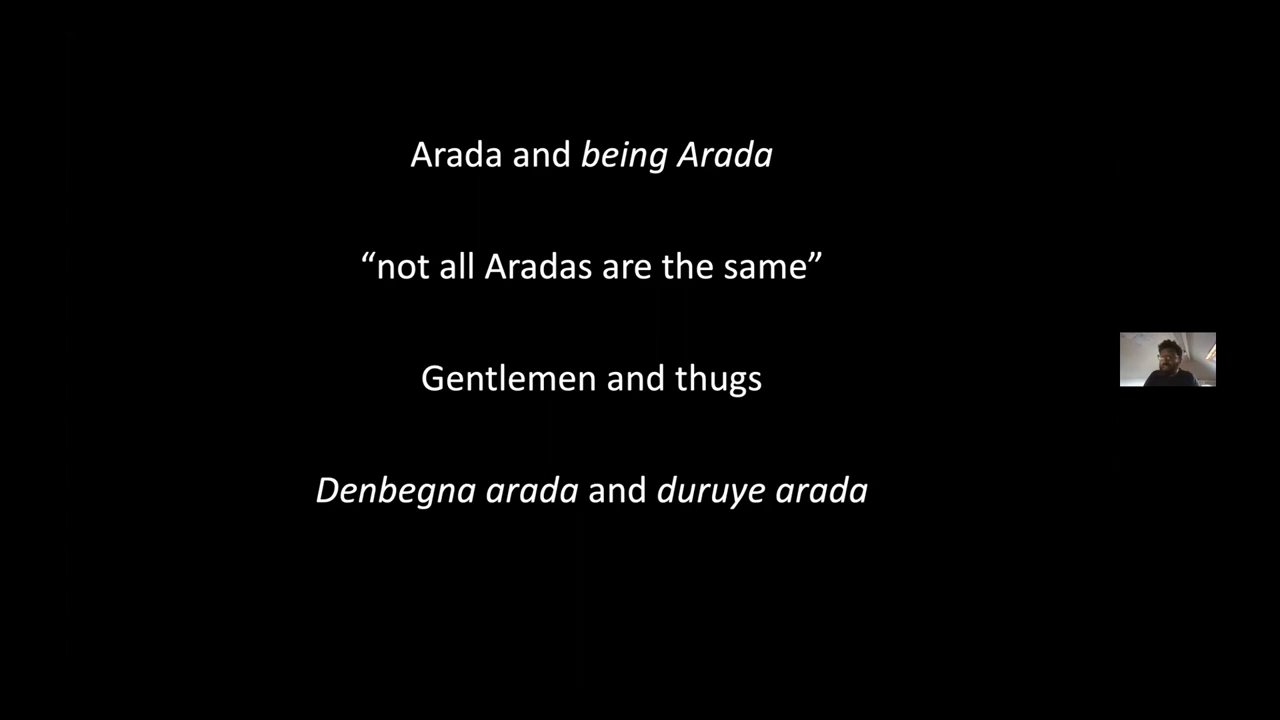 Arada and being Arada
“not all Aradas are the same”
Gentlemen and thugs
Denbegna arada and duruye arada